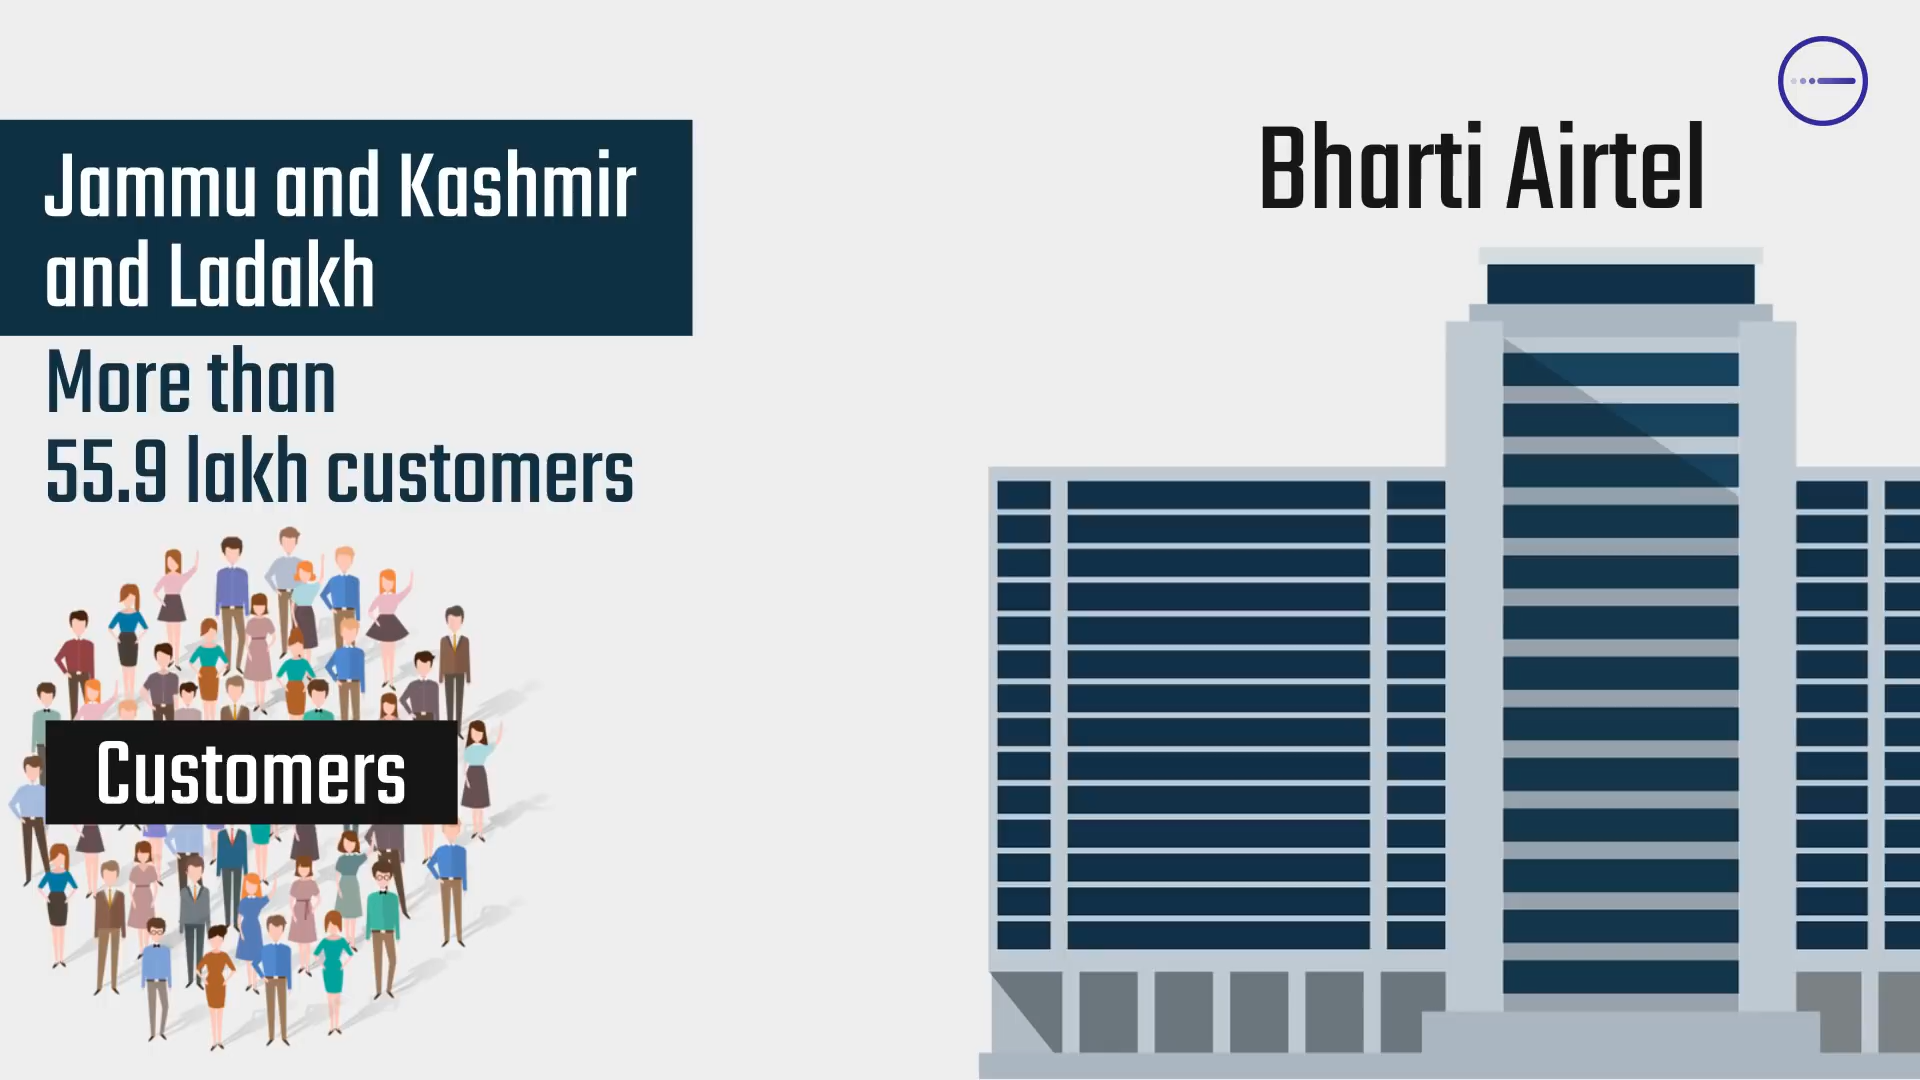 Jammu and Kashmir
and Ladakh
More than
55.9 lakh customers
Customers
Bharti Airtel